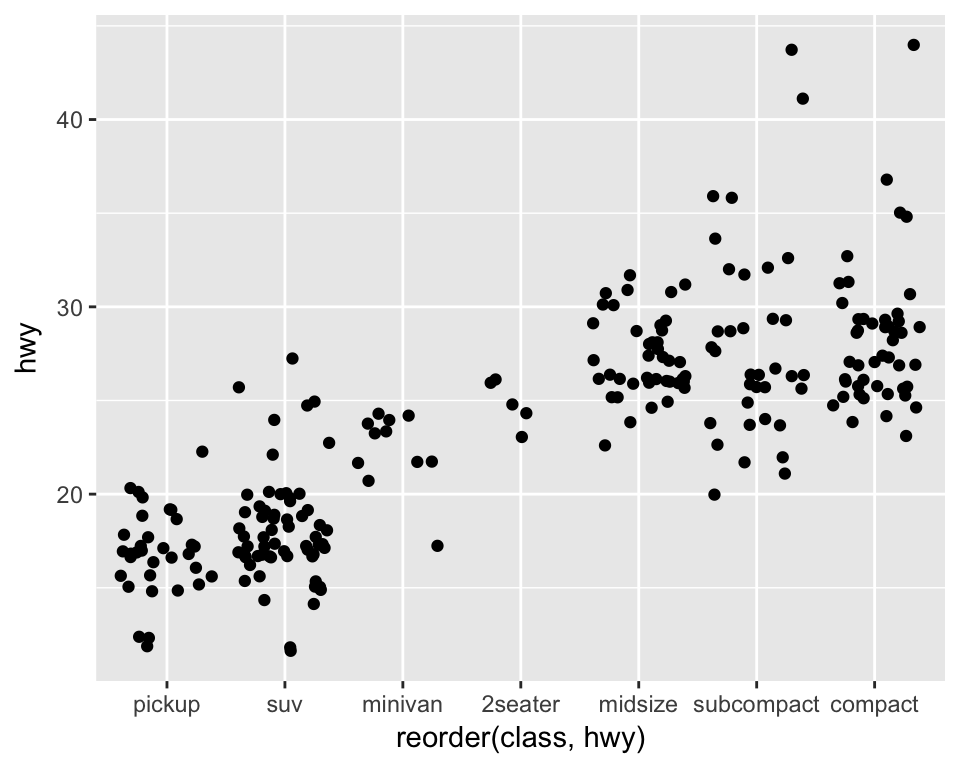 hwy
40
30
20
pickup suv minivan 2seater midsize subcompact compact
reorder(class, hwy)